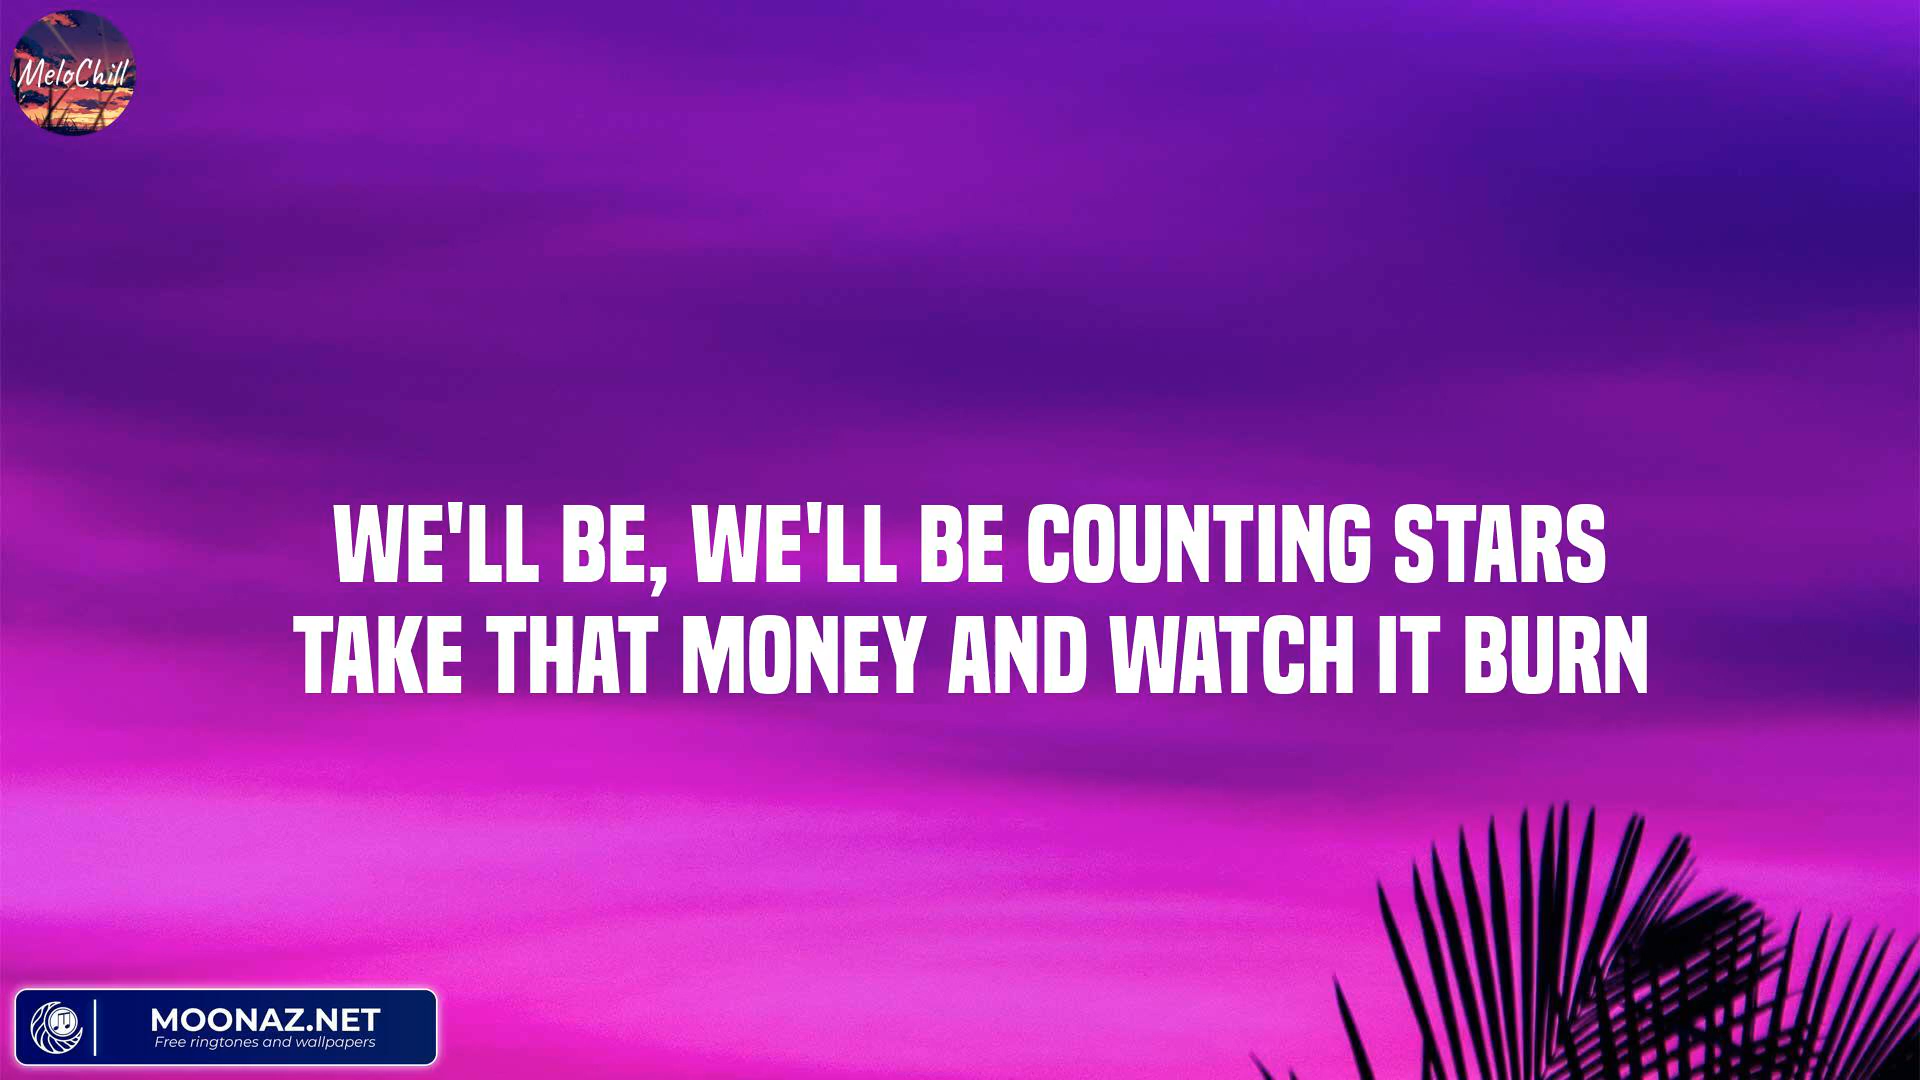 MeloChill
WE'LL BE, WE'LL BE COUNTING STARS
TAKE THAT MONEY AND WATCH IT BURN
MOONAZ.NET
Free ringtones and wallpapers